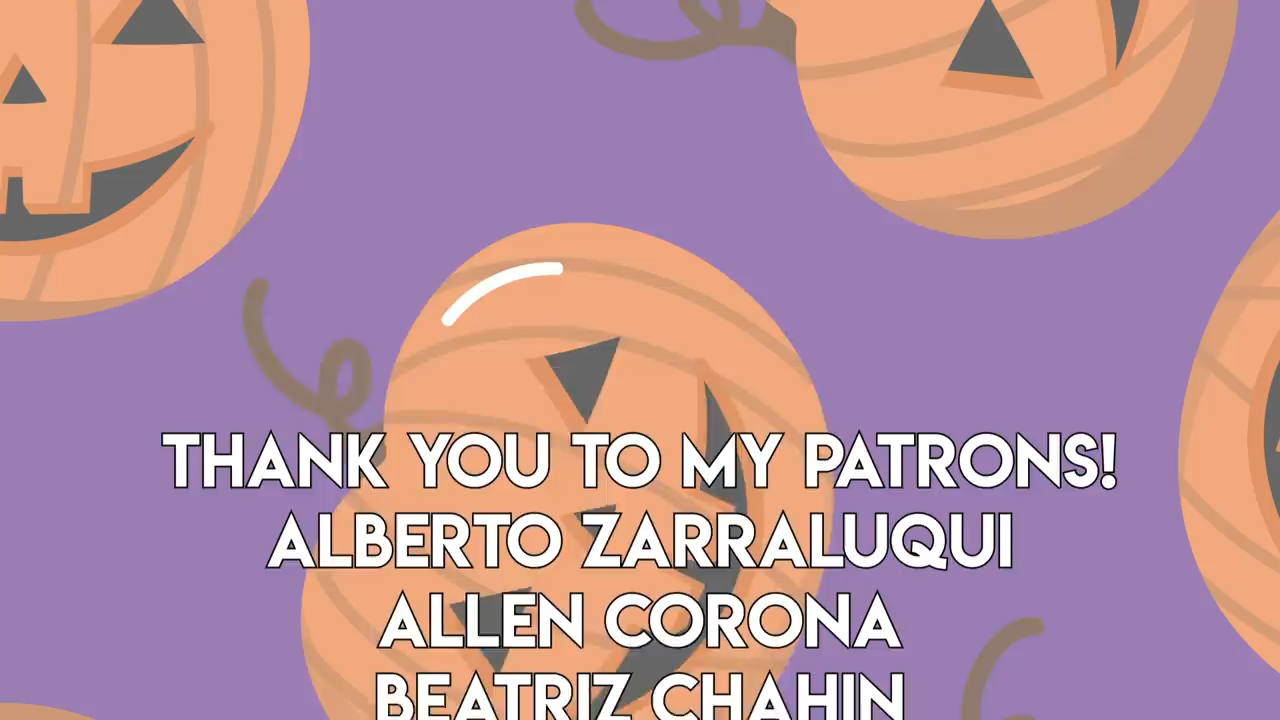 THANK YOU TO MY PATRONS!
ALBERTO ZARRALUQUI
ALLEN CORONA
BEATRIZ CHAHIN